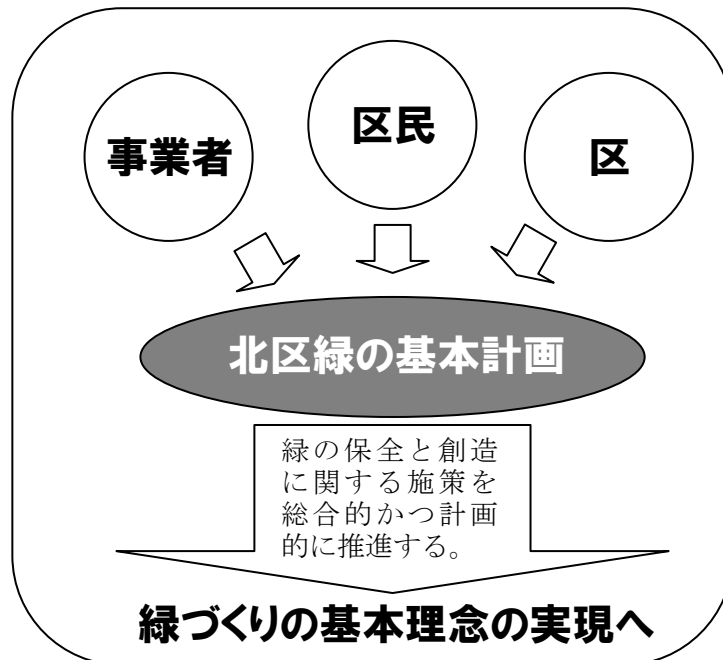 事業者
区民
区
北区緑の基本計画
緑の保全と創造
に関する施策を
総合的かつ計画
的に推進する。
緑づくりの基本理念の実現へ